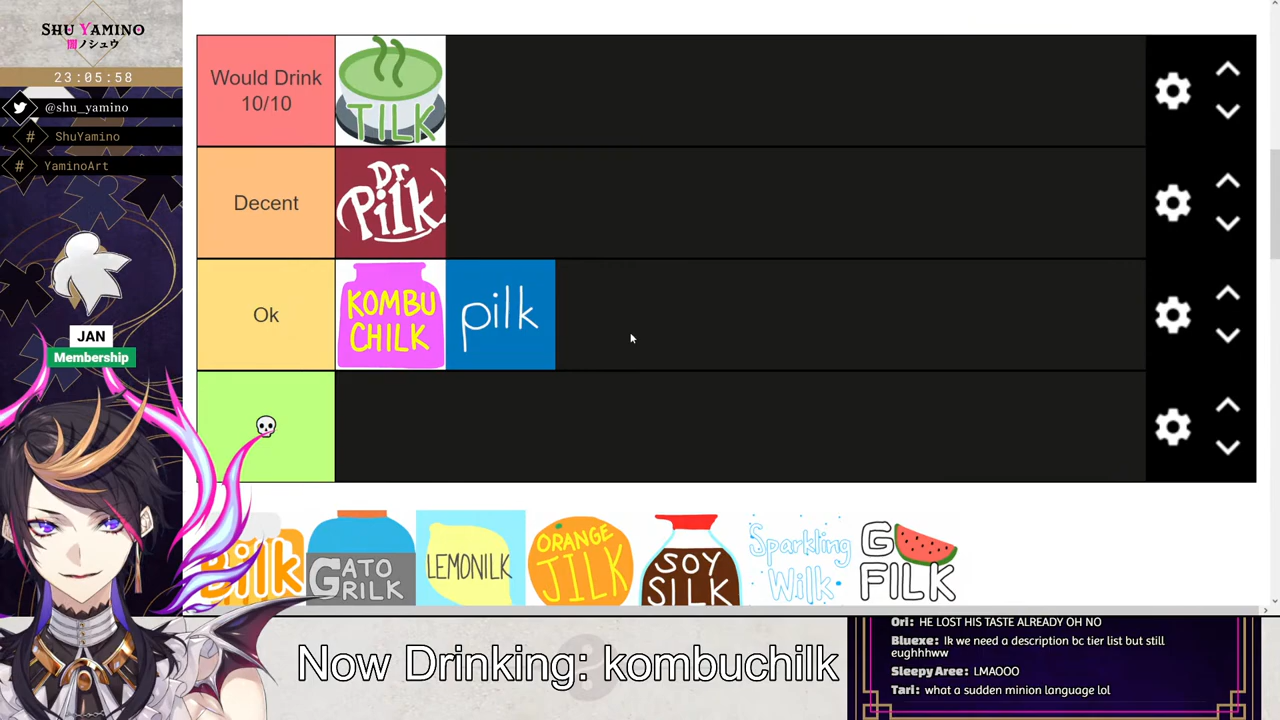 SHU YAMINO
闇ノシュウ
23:05:58
@shu_yamino
# ShuYamino
# YaminoArt
JAN
Membership
Would Drink
10/10
TILK
Decent
Dr
Pilk
Ok
KOMBU
CHILK
pilk
Bilk
GATO
GRILK
LEMONILK
ORANGE
JILK
SOY
SILK
Sparkling
Wilk
G
FILK
Now Drinking: kombuchilk
Ori: HE LOST HIS TASTE ALREADY OH NO
Bluexe: Ik we need a description bc tier list but still
eughhhww
Sleepy Aree: LMAOOO
Tari: what a sudden minion language lol